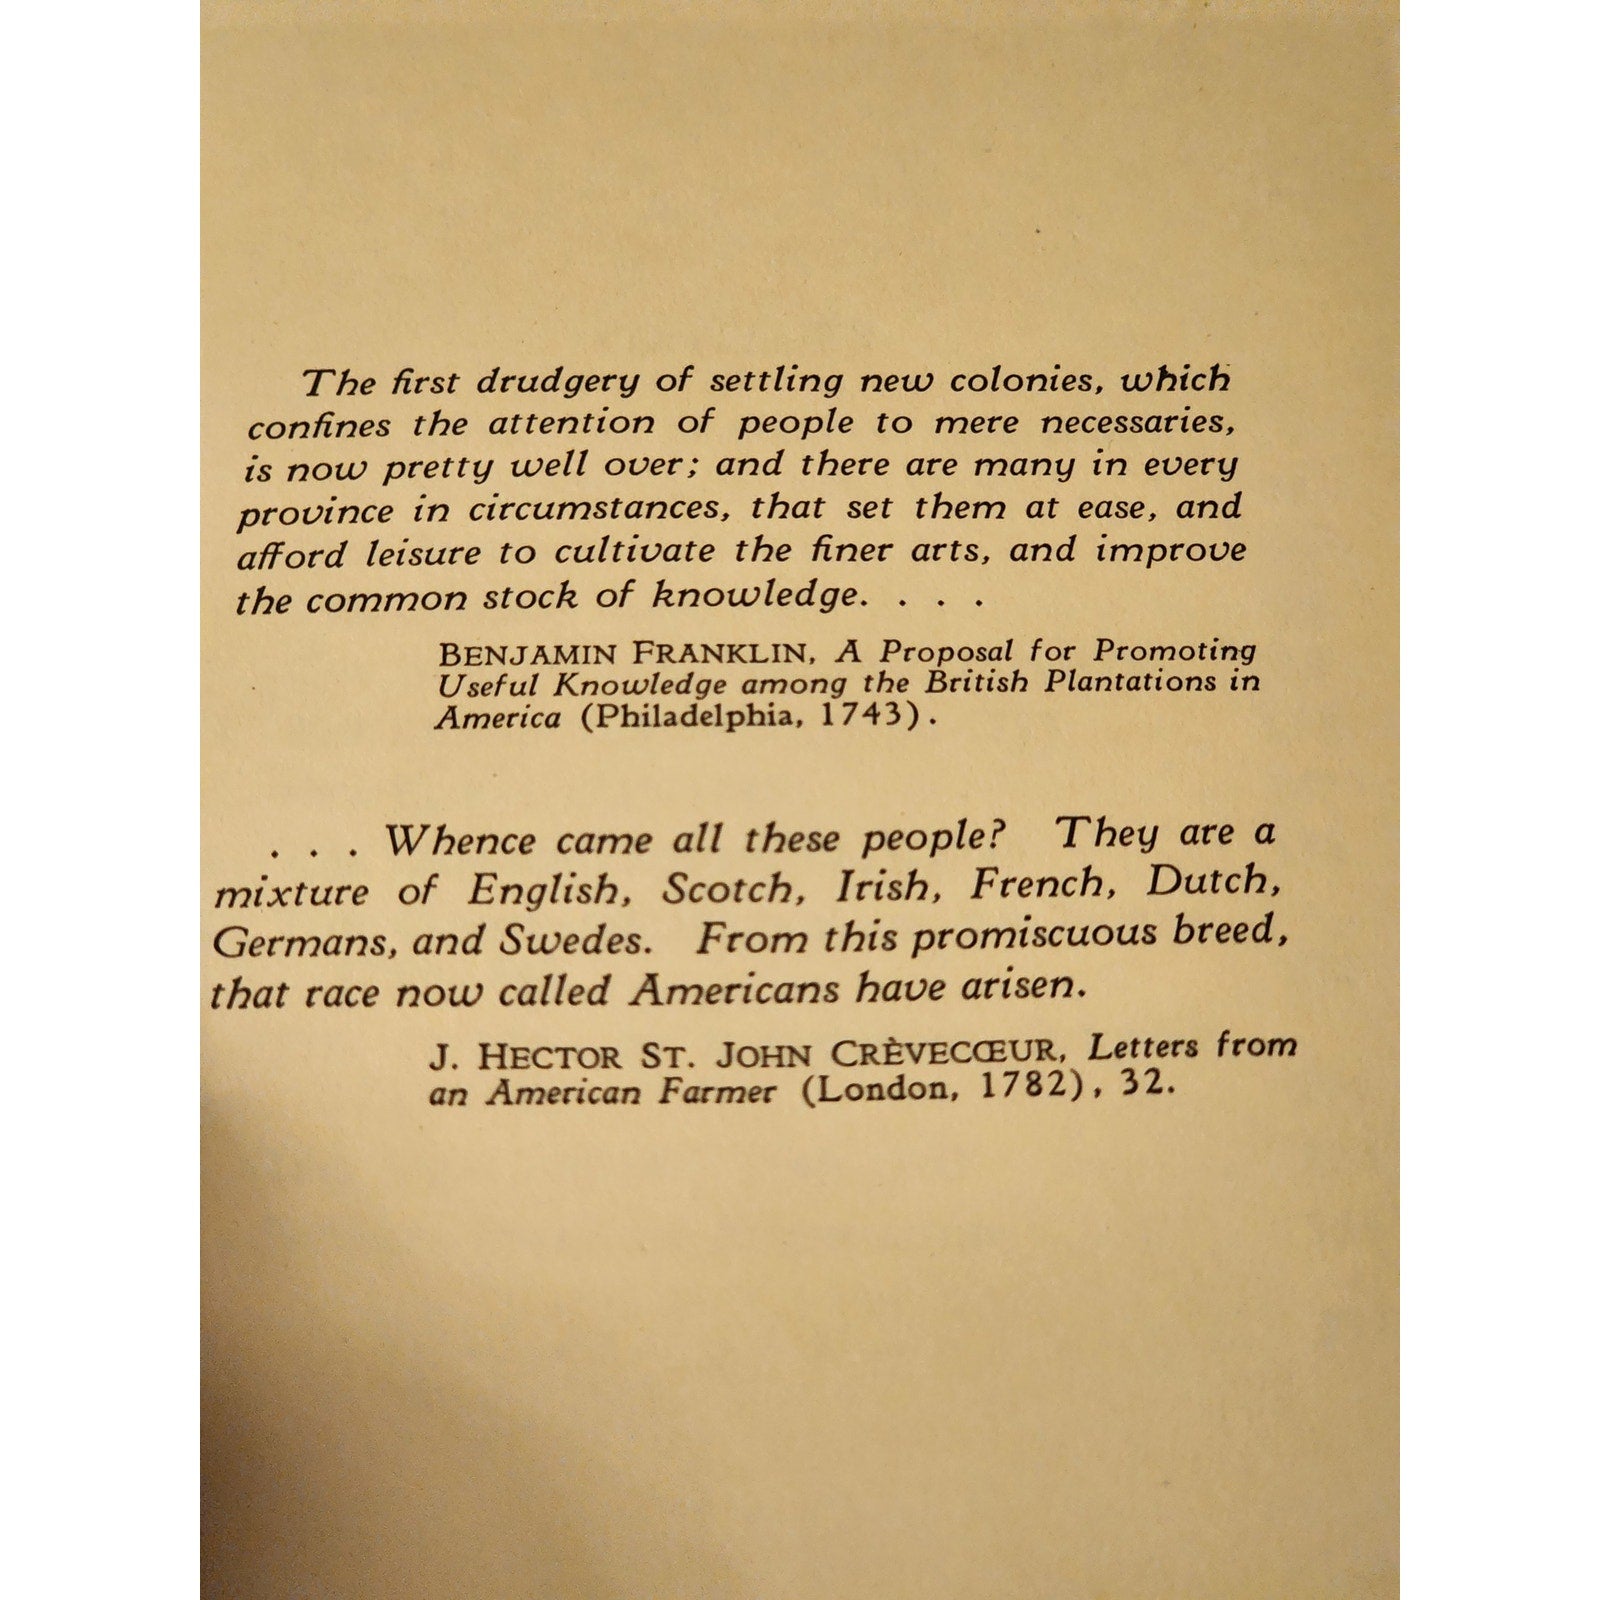 The first drudgery of settling new colonies, which
confines the attention of people to mere necessaries,
is now pretty well over; and there are many in every
province in circumstances, that set them at ease, and
afford leisure to cultivate the finer arts, and improve
the common stock of knowledge. . . .
BENJAMIN FRANKLIN, A Proposal for Promoting
Useful Knowledge among the British Plantations in
America (Philadelphia, 1743).
. . . Whence came all these people? They are a
mixture of English, Scotch, Irish, French, Dutch,
Germans, and Swedes. From this promiscuous breed,
that race now called Americans have arisen.
J. HECTOR ST. JOHN CRÈVECŒUR, Letters from
an American Farmer (London, 1782), 32.